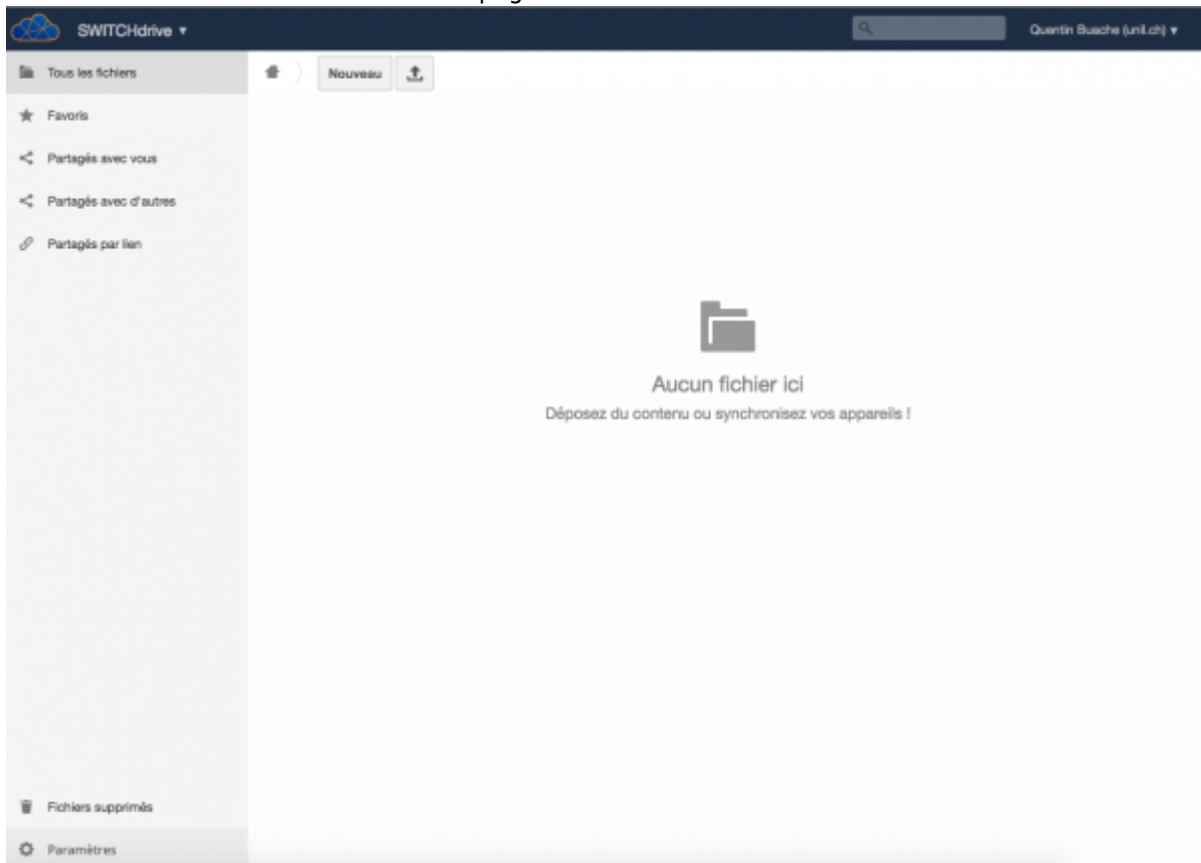 SWITCHdrive ▾
Quentin Buache (unil.ch) ▾
Tous les fichiers
Nouveau
Favoris
Partagés avec vous
Partagés avec d'autres
Partagés par lien
Aucun fichier ici
Déposez du contenu ou synchronisez vos appareils !
Fichiers supprimés
Paramètres